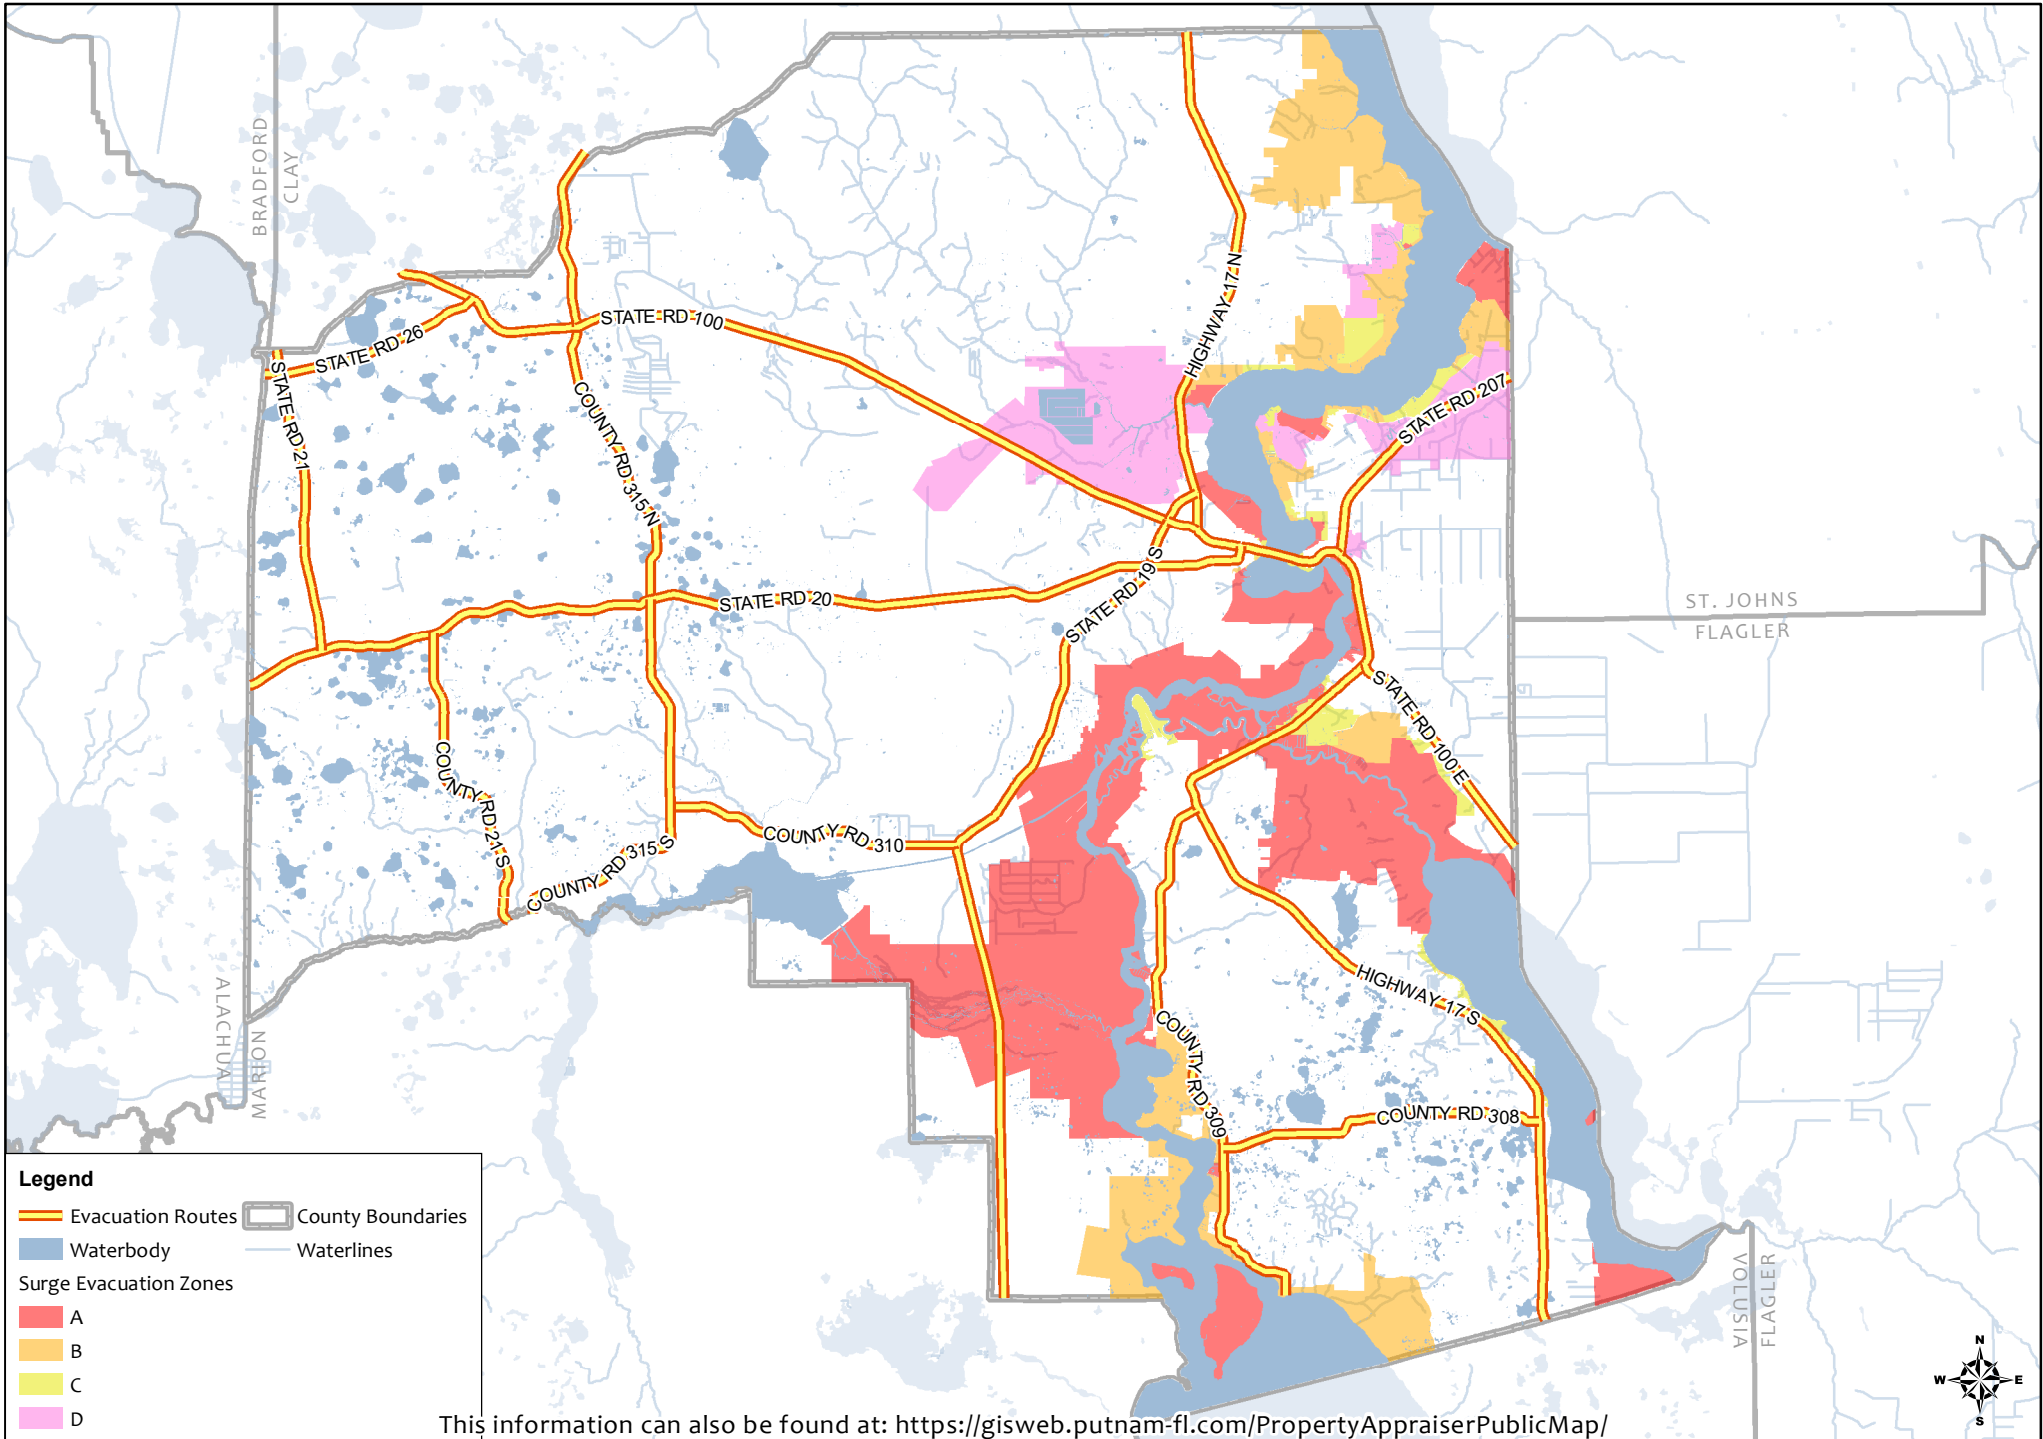 BRADFORD
CLAY
STATE RD 100
STATE RD 26
HIGHWAY 17 N
STATE RD 21
COUNTY RD 315 N
STATE RD 207
STATE RD 20
STATE RD 19 S
ST. JOHNS
FLAGLER
STATE RD 100 E
COUNTY RD 21 S
COUNTY RD 315 S
COUNTY RD 310
HIGHWAY 17 S
ALACHUA
MARION
COUNTY RD 309
COUNTY RD 308
VOLUSIA
FLAGLER
Legend
Evacuation Routes
County Boundaries
Waterbody
Waterlines
Surge Evacuation Zones
A
B
C
D
N
W
E
S
This information can also be found at: https://gisweb.putnam-fl.com/PropertyAppraiserPublicMap/